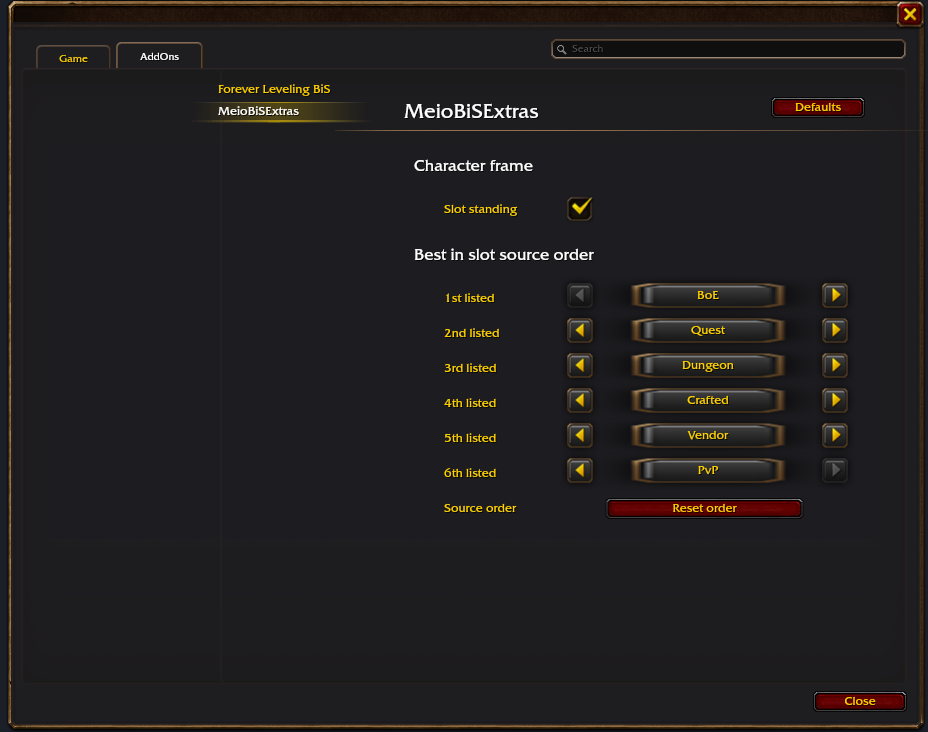 Game
AddOns
Search
Forever Leveling BiS
MeioBiSExtras
MeioBiSExtras
Defaults
Character frame
Slot standing
Best in slot source order
1st listed
BoE
2nd listed
Quest
3rd listed
Dungeon
4th listed
Crafted
5th listed
Vendor
6th listed
PvP
Source order
Reset order
Close